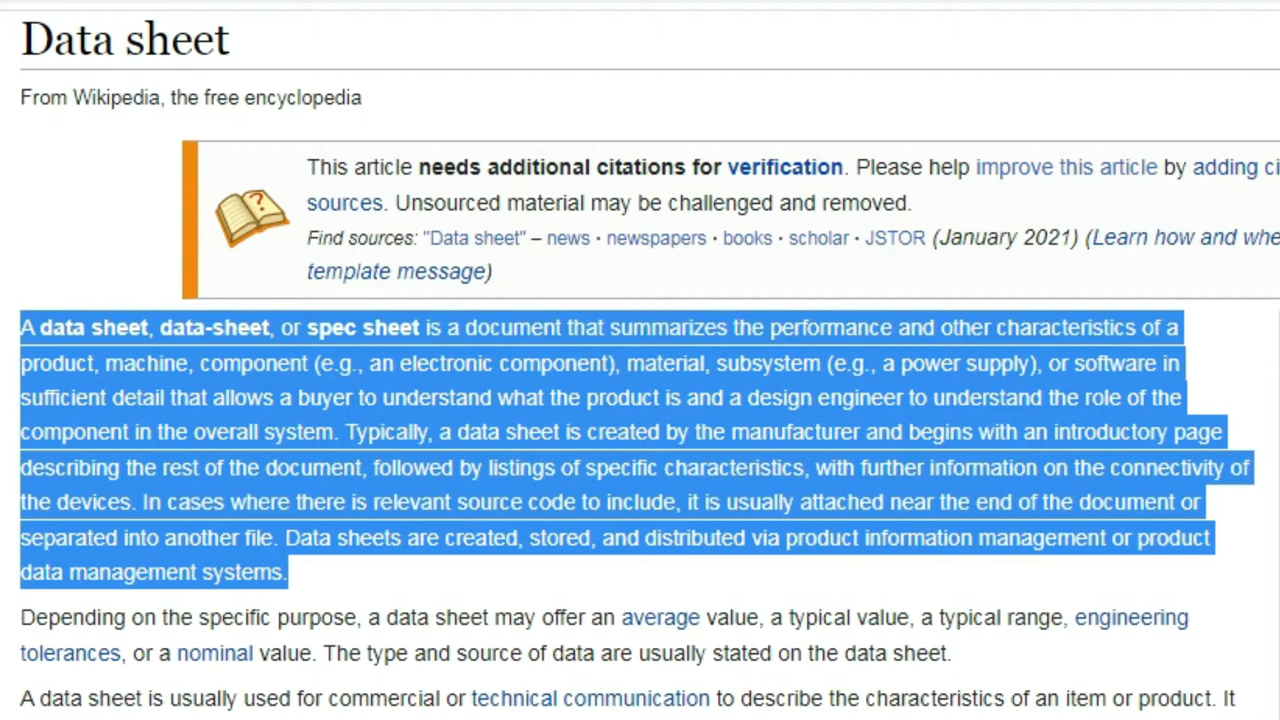 Data sheet
From Wikipedia, the free encyclopedia
This article needs additional citations for verification. Please help improve this article by adding ci
sources. Unsourced material may be challenged and removed.
Find sources: "Data sheet" – news · newspapers · books · scholar · JSTOR (January 2021) (Learn how and whe
template message)
A data sheet, data-sheet, or spec sheet is a document that summarizes the performance and other characteristics of a
product, machine, component (e.g., an electronic component), material, subsystem (e.g., a power supply), or software in
sufficient detail that allows a buyer to understand what the product is and a design engineer to understand the role of the
component in the overall system. Typically, a data sheet is created by the manufacturer and begins with an introductory page
describing the rest of the document, followed by listings of specific characteristics, with further information on the connectivity of
the devices. In cases where there is relevant source code to include, it is usually attached near the end of the document or
separated into another file. Data sheets are created, stored, and distributed via product information management or product
data management systems.
Depending on the specific purpose, a data sheet may offer an average value, a typical value, a typical range, engineering
tolerances, or a nominal value. The type and source of data are usually stated on the data sheet.
A data sheet is usually used for commercial or technical communication to describe the characteristics of an item or product. It